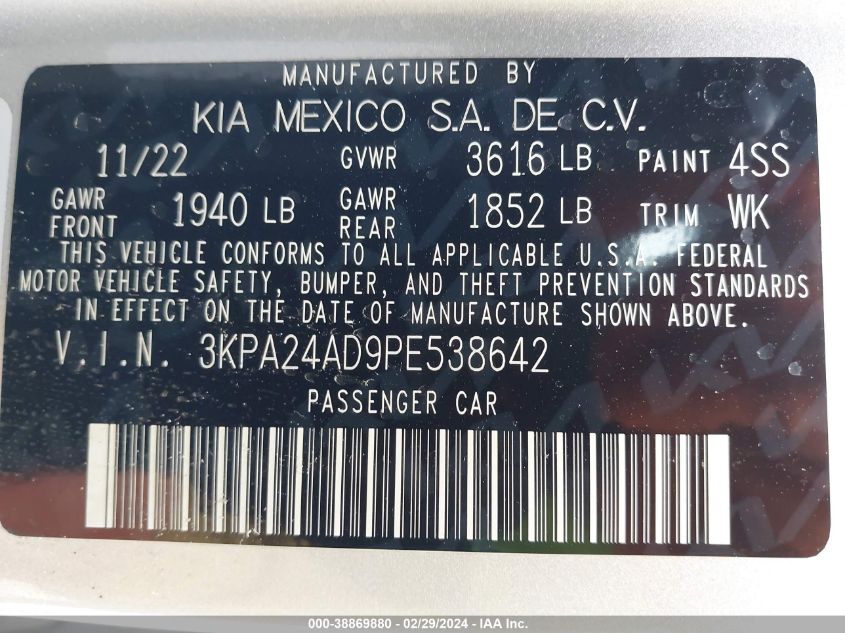 MANUFACTURED BY
KIA MEXICO S.A. DE C.V.
11/22 GVWR 3616 LB PAINT 4SS
GAWR FRONT 1940 LB GAWR REAR 1852 LB TRIM WK
THIS VEHICLE CONFORMS TO ALL APPLICABLE U.S.A. FEDERAL
MOTOR VEHICLE SAFETY, BUMPER, AND THEFT PREVENTION STANDARDS
IN EFFECT ON THE DATE OF MANUFACTURE SHOWN ABOVE.
V.I.N. 3KPA24AD9PE538642
PASSENGER CAR
000-38869880 - 02/29/2024 - IAA Inc.